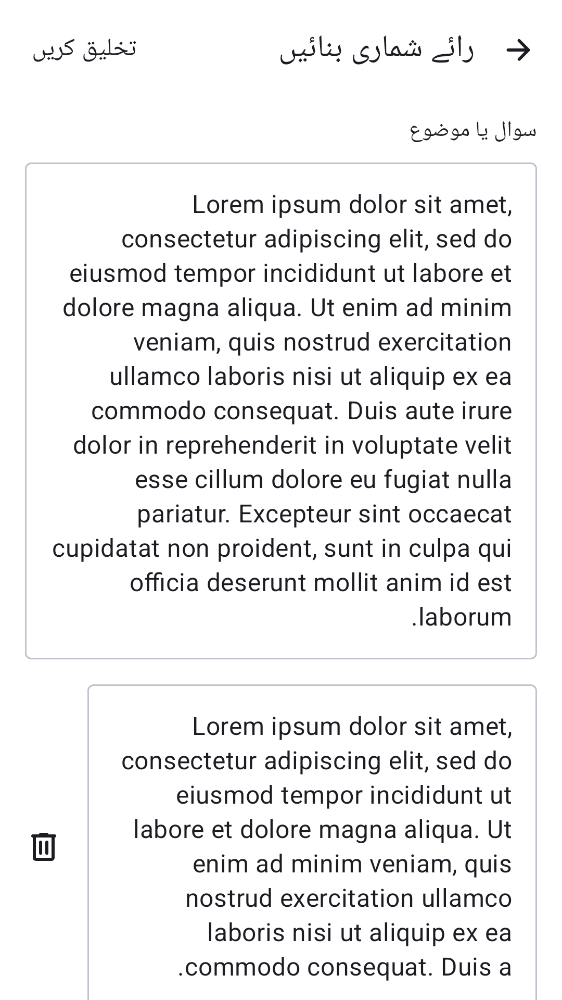 رائے شماری بنائیں
تخلیق کریں
سوال یا موضوع
Lorem ipsum dolor sit amet,
consectetur adipiscing elit, sed do
eiusmod tempor incididunt ut labore et
dolore magna aliqua. Ut enim ad minim
veniam, quis nostrud exercitation
ullamco laboris nisi ut aliquip ex ea
commodo consequat. Duis aute irure
dolor in reprehenderit in voluptate velit
esse cillum dolore eu fugiat nulla
pariatur. Excepteur sint occaecat
cupidatat non proident, sunt in culpa qui
officia deserunt mollit anim id est
laborum.
Lorem ipsum dolor sit amet,
consectetur adipiscing elit, sed do
eiusmod tempor incididunt ut
labore et dolore magna aliqua. Ut
enim ad minim veniam, quis
nostrud exercitation ullamco
laboris nisi ut aliquip ex ea
commodo consequat. Duis a.